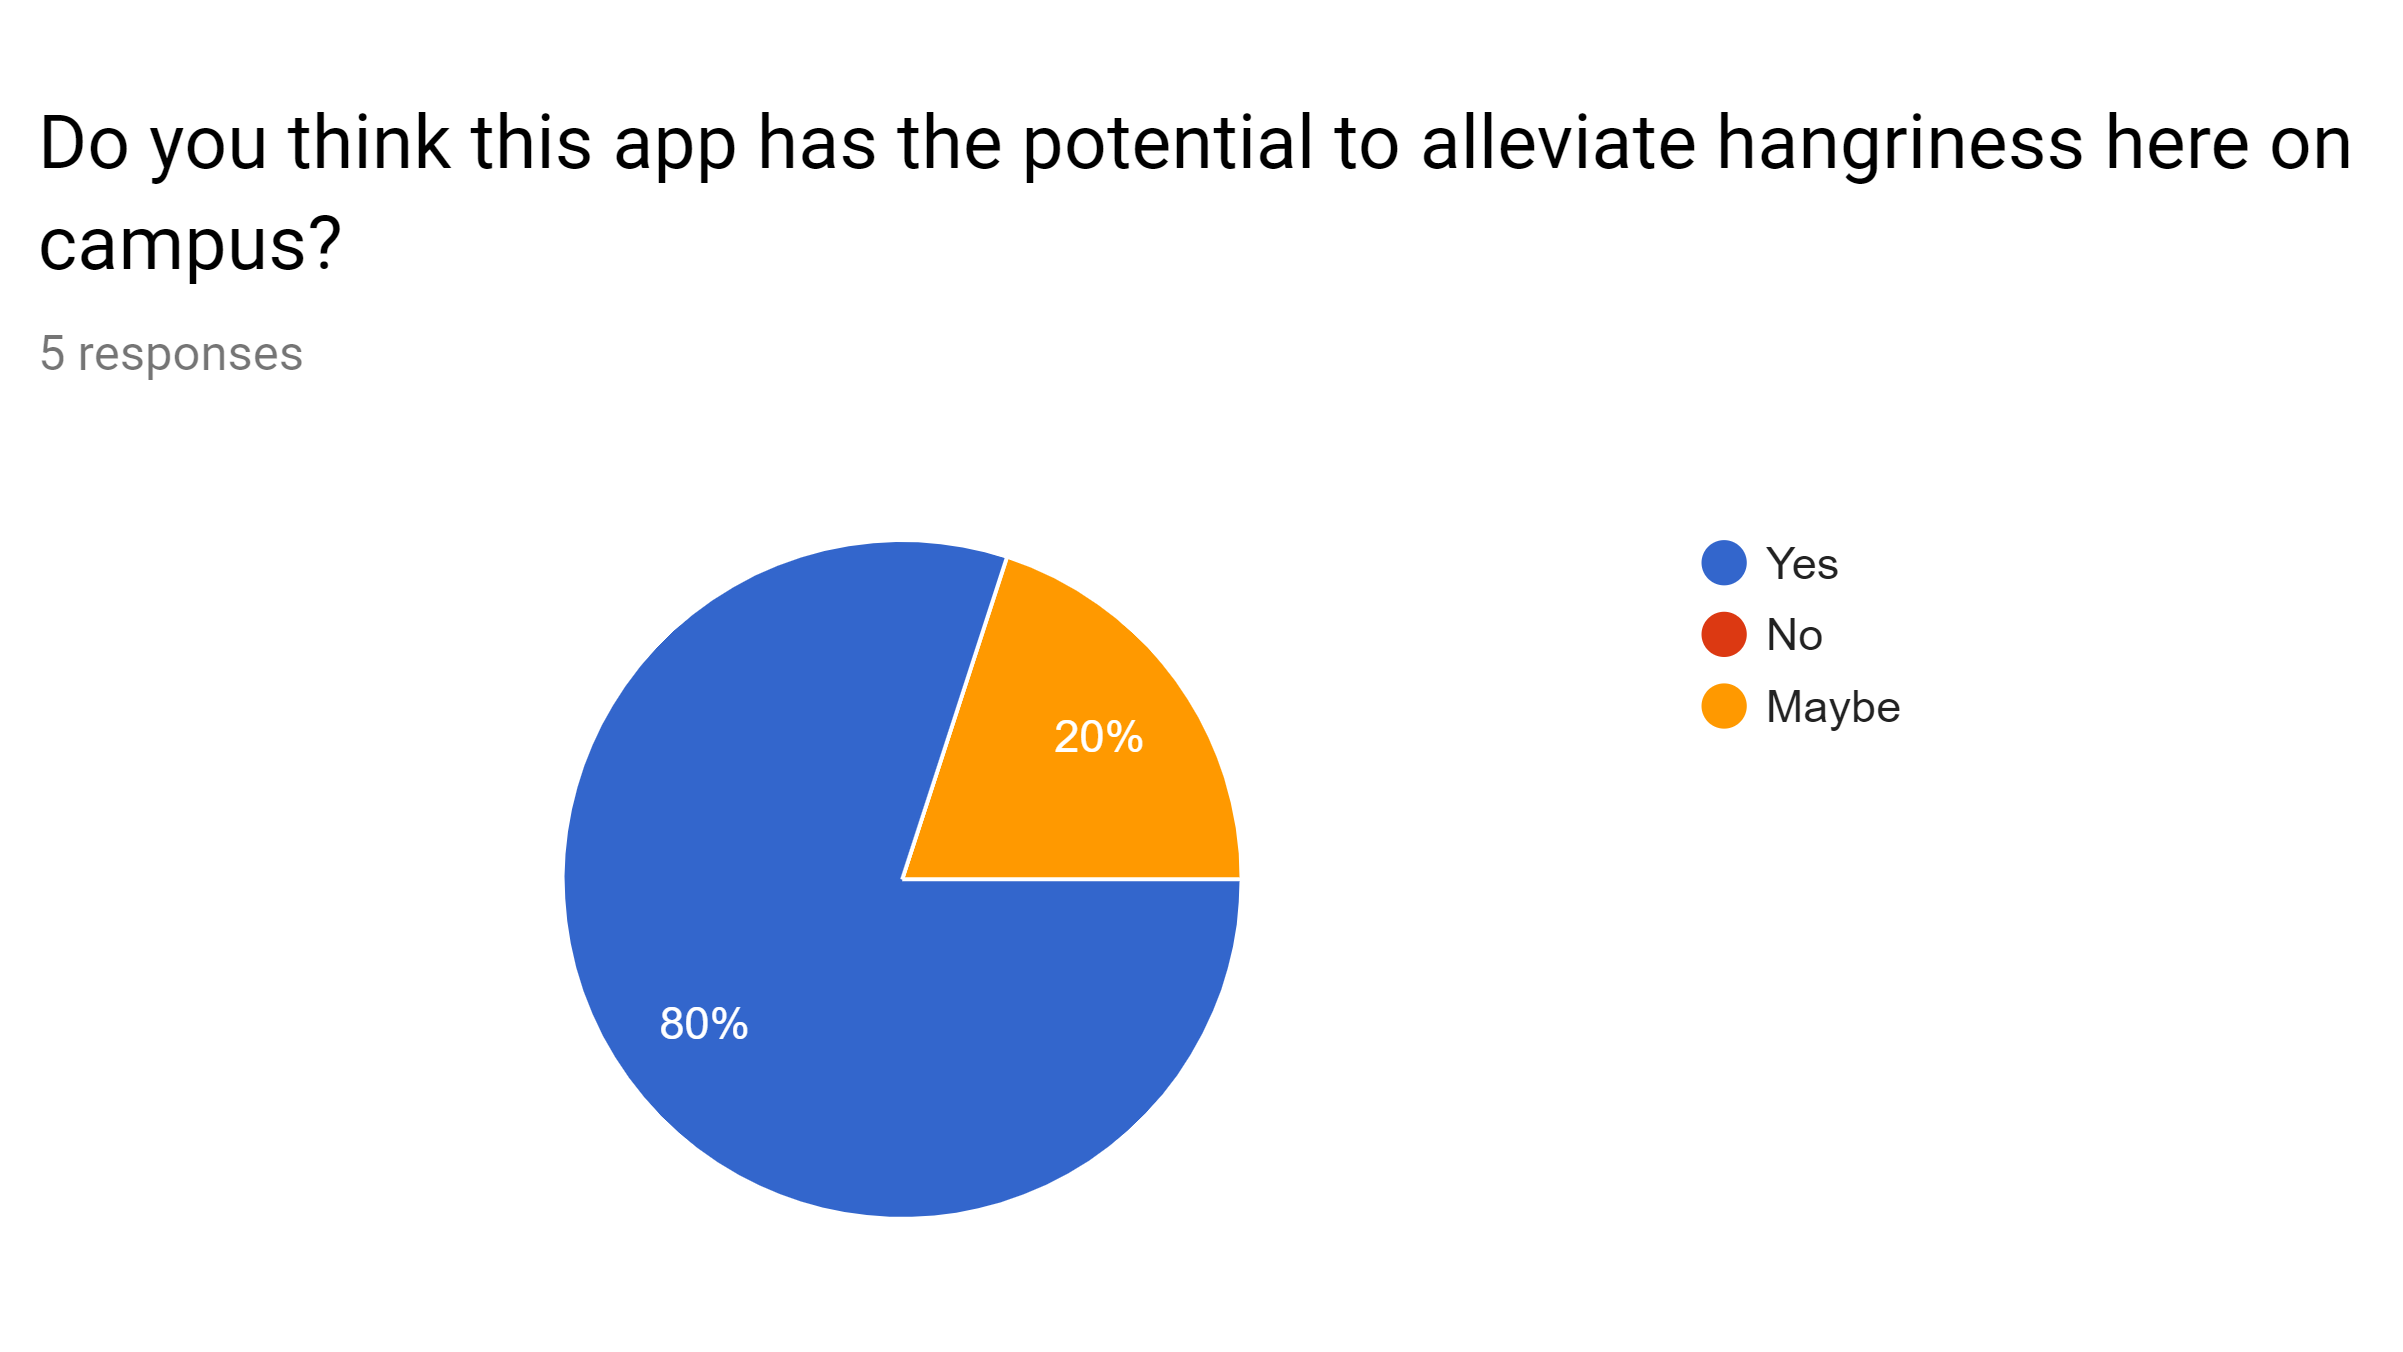 Do you think this app has the potential to alleviate hangriness here on
campus?
5 responses
Yes
No
Maybe
20%
80%